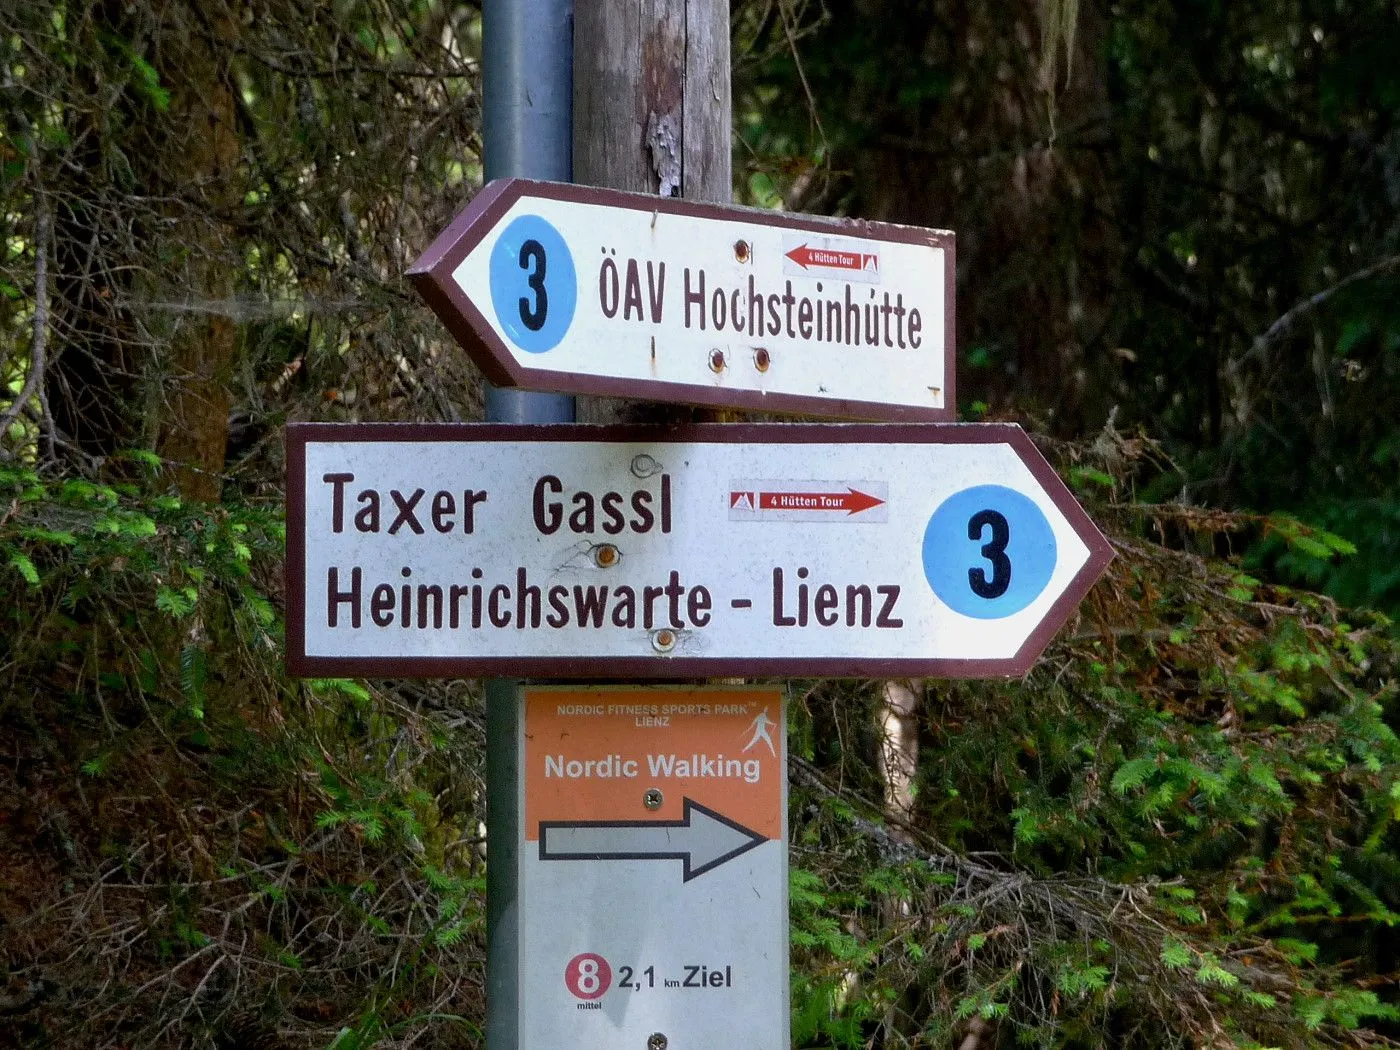 3
ÖAV Hochsteinhütte
4 Hütten Tour
Taxer Gassl
4 Hütten Tour
Heinrichswarte - Lienz
3
NORDIC FITNESS SPORTS PARK™
LIENZ
Nordic Walking
8 2,1 km Ziel
mittel